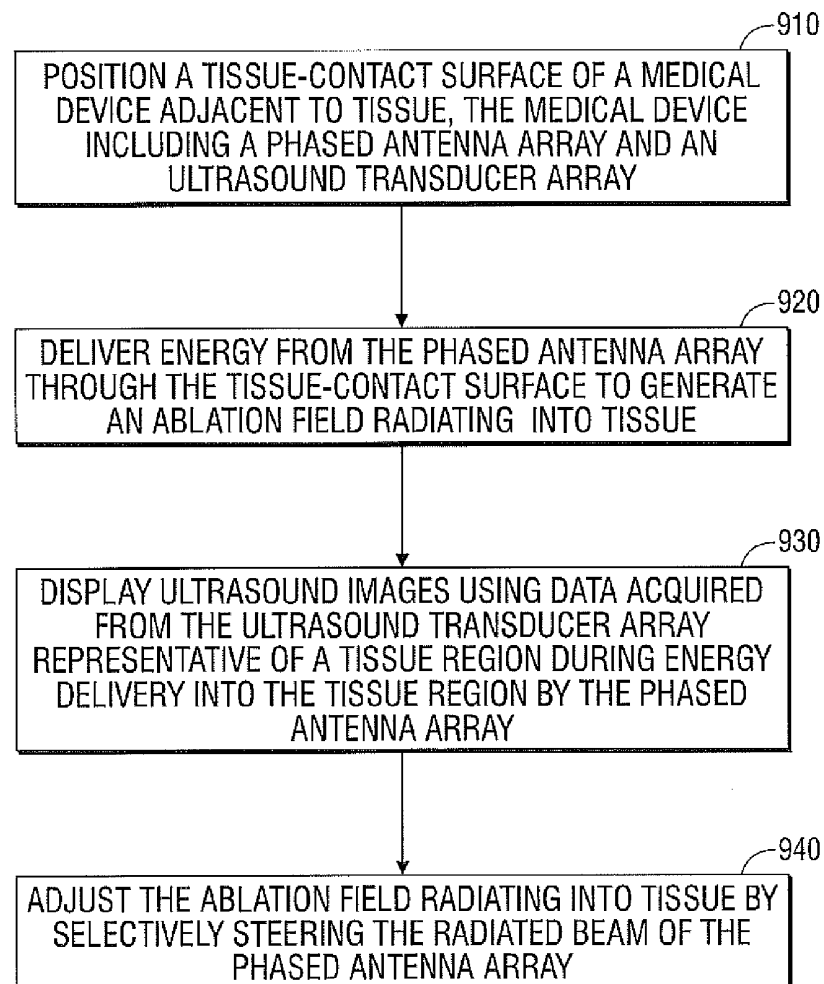 910
POSITION A TISSUE-CONTACT SURFACE OF A MEDICAL
DEVICE ADJACENT TO TISSUE, THE MEDICAL DEVICE
INCLUDING A PHASED ANTENNA ARRAY AND AN
ULTRASOUND TRANSDUCER ARRAY
920
DELIVER ENERGY FROM THE PHASED ANTENNA ARRAY
THROUGH THE TISSUE-CONTACT SURFACE TO GENERATE
AN ABLATION FIELD RADIATING INTO TISSUE
930
DISPLAY ULTRASOUND IMAGES USING DATA ACQUIRED
FROM THE ULTRASOUND TRANSDUCER ARRAY
REPRESENTATIVE OF A TISSUE REGION DURING ENERGY
DELIVERY INTO THE TISSUE REGION BY THE PHASED
ANTENNA ARRAY
940
ADJUST THE ABLATION FIELD RADIATING INTO TISSUE BY
SELECTIVELY STEERING THE RADIATED BEAM OF THE
PHASED ANTENNA ARRAY